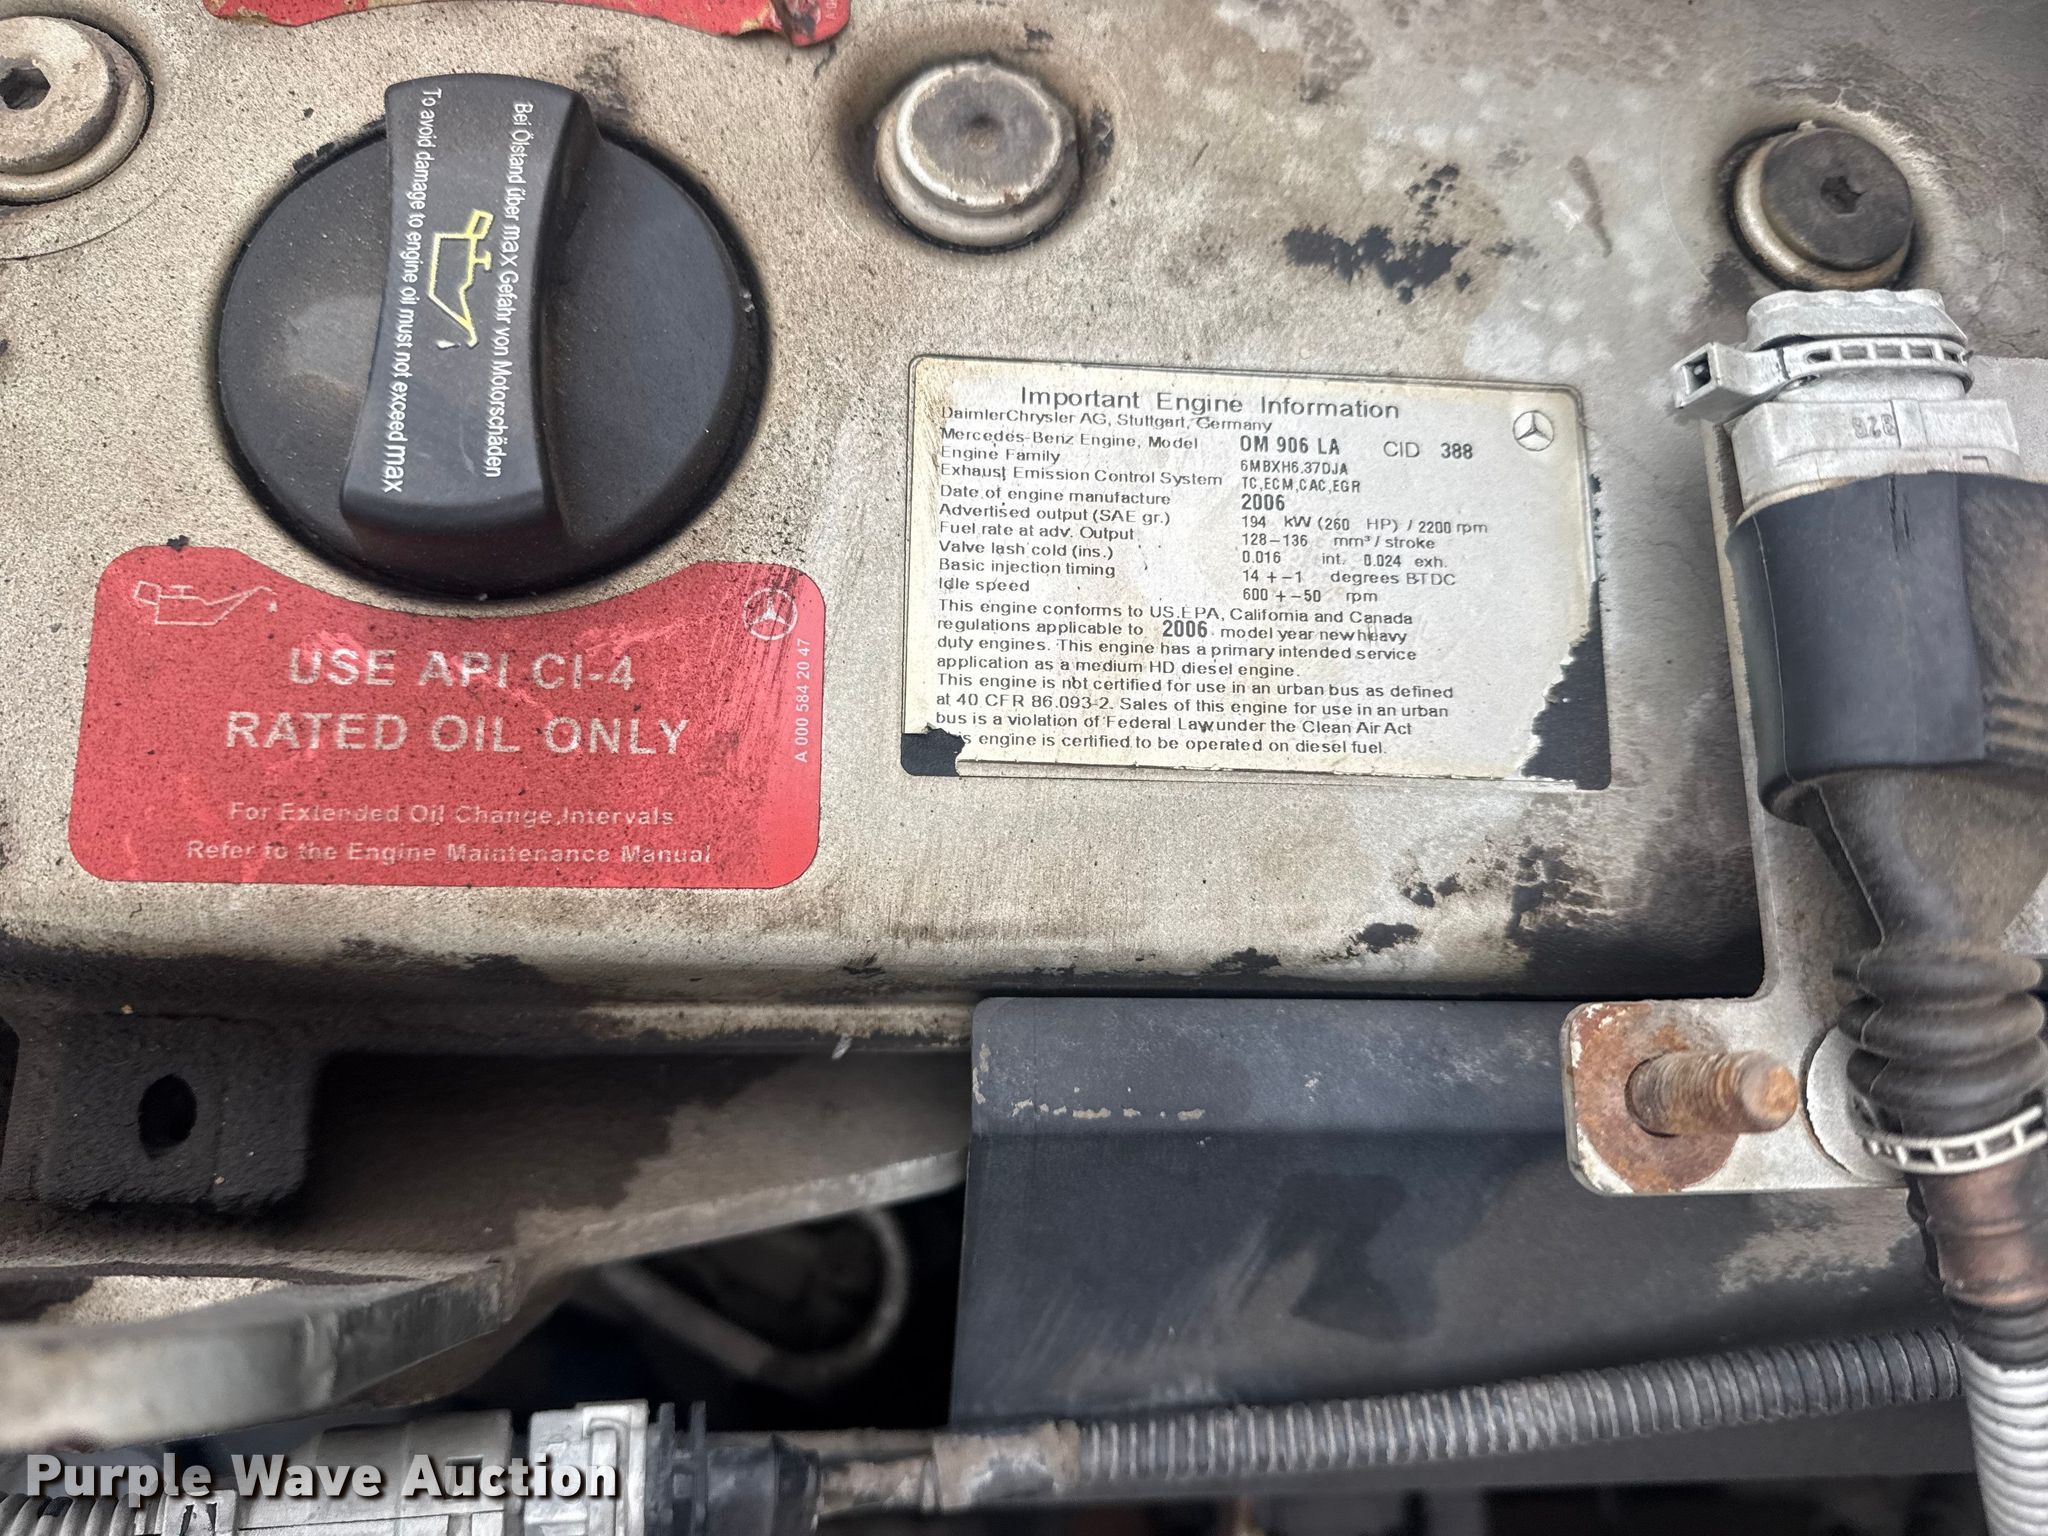 Bei Ölstand über max Gefahr von Motorschäden
To avoid damage to engine oil must not exceed max
USE API CI-4
RATED OIL ONLY
For Extended Oil Change Intervals
Refer to the Engine Maintenance Manual
A 000 584 20 47
Important Engine Information
DaimlerChrysler AG, Stuttgart, Germany
Mercedes-Benz Engine, Model OM 906 LA CID 388
Engine Family 6MBXH6.37DJA
Exhaust Emission Control System TC,ECM,CAC,EGR
Date of engine manufacture 2006
Advertised output (SAE gr.) 194 kW (260 HP) / 2200 rpm
Fuel rate at adv. Output 128-136 mm³/ stroke
Valve lash cold (ins.) 0.016 int. 0.024 exh.
Basic injection timing 14 +-1 degrees BTDC
Idle speed 600 +-50 rpm
This engine conforms to US.EPA, California and Canada
regulations applicable to 2006 model year new heavy
duty engines. This engine has a primary intended service
application as a medium HD diesel engine.
This engine is not certified for use in an urban bus as defined
at 40 CFR 86.093-2. Sales of this engine for use in an urban
bus is a violation of Federal Law under the Clean Air Act
is engine is certified to be operated on diesel fuel.
Purple Wave Auction